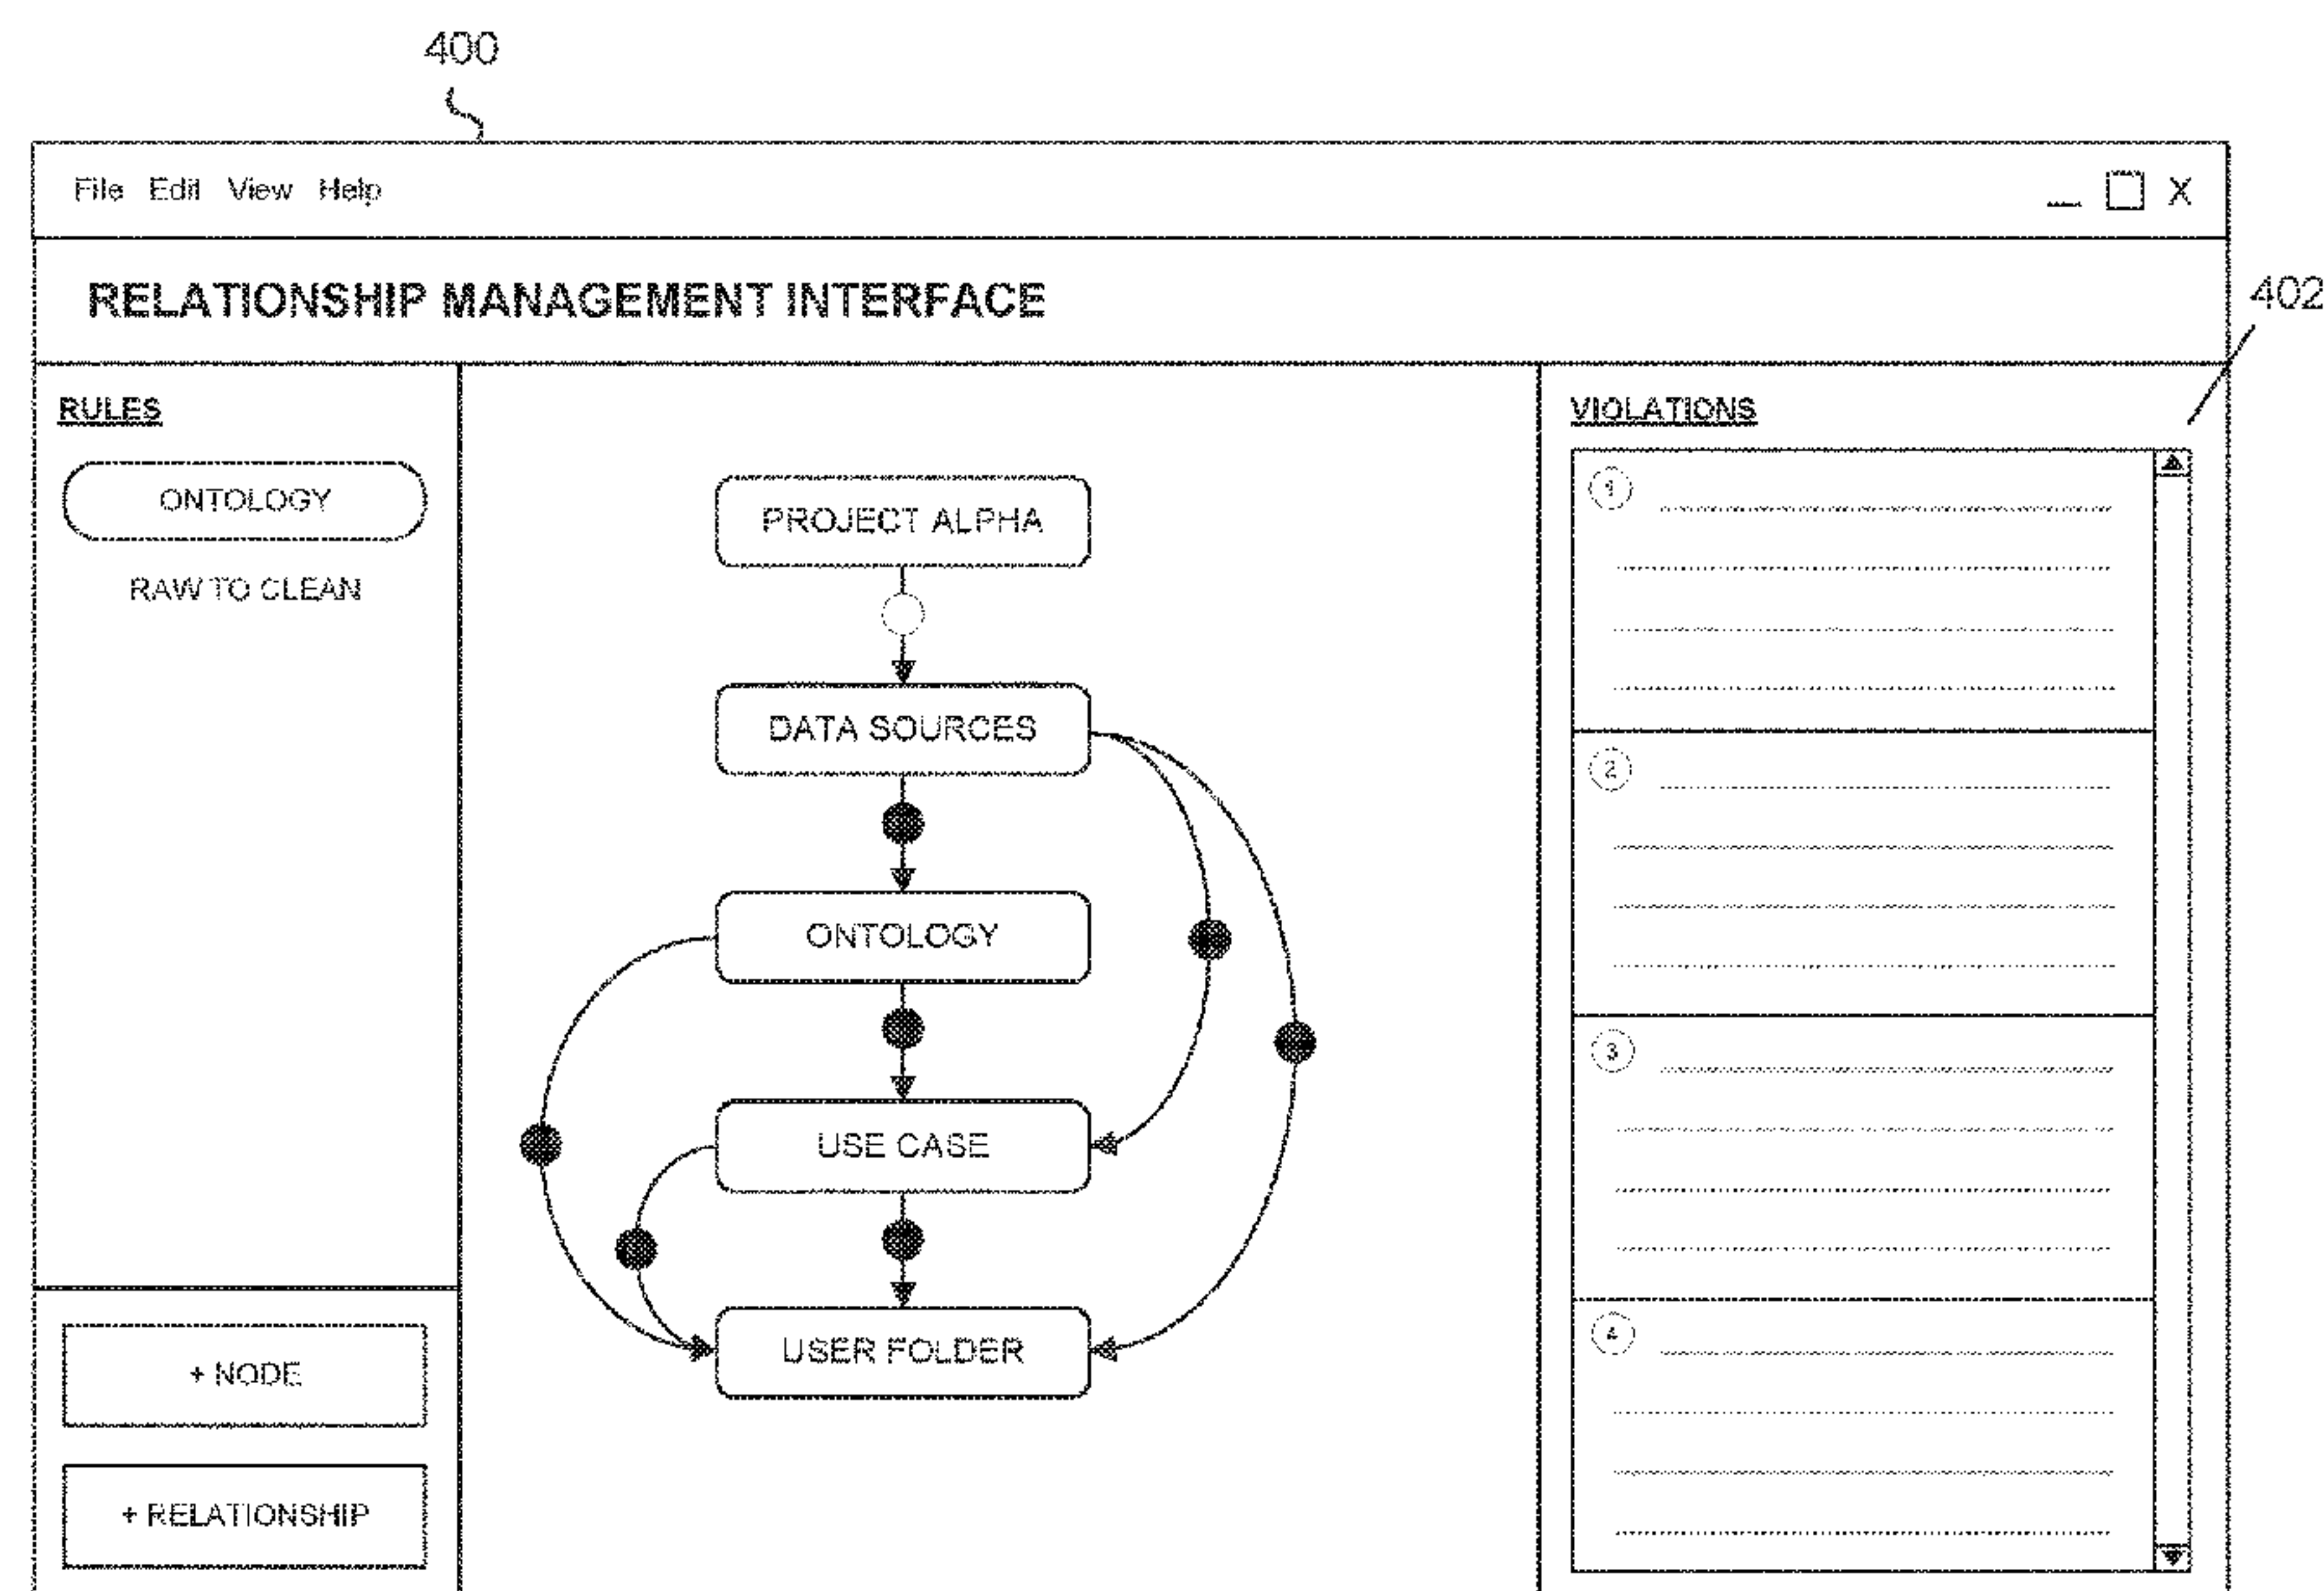 400
File Edit View Help
X
RELATIONSHIP MANAGEMENT INTERFACE
402
RULES
ONTOLOGY
RAW TO CLEAN
+ NODE
+ RELATIONSHIP
PROJECT ALPHA
DATA SOURCES
ONTOLOGY
USE CASE
USER FOLDER
VIOLATIONS
1
2
3
4